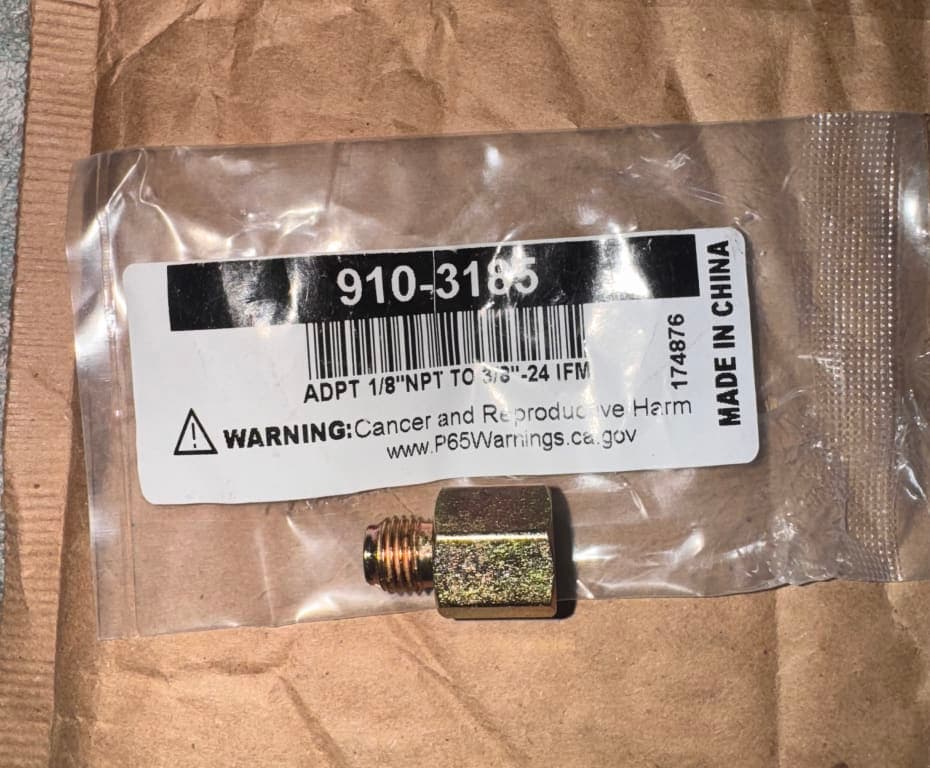 910-3185
ADPT 1/8"NPT TO 3/8"-24 IFM
WARNING:Cancer and Reproductive Harm
www.P65Warnings.ca.gov
174876
MADE IN CHINA